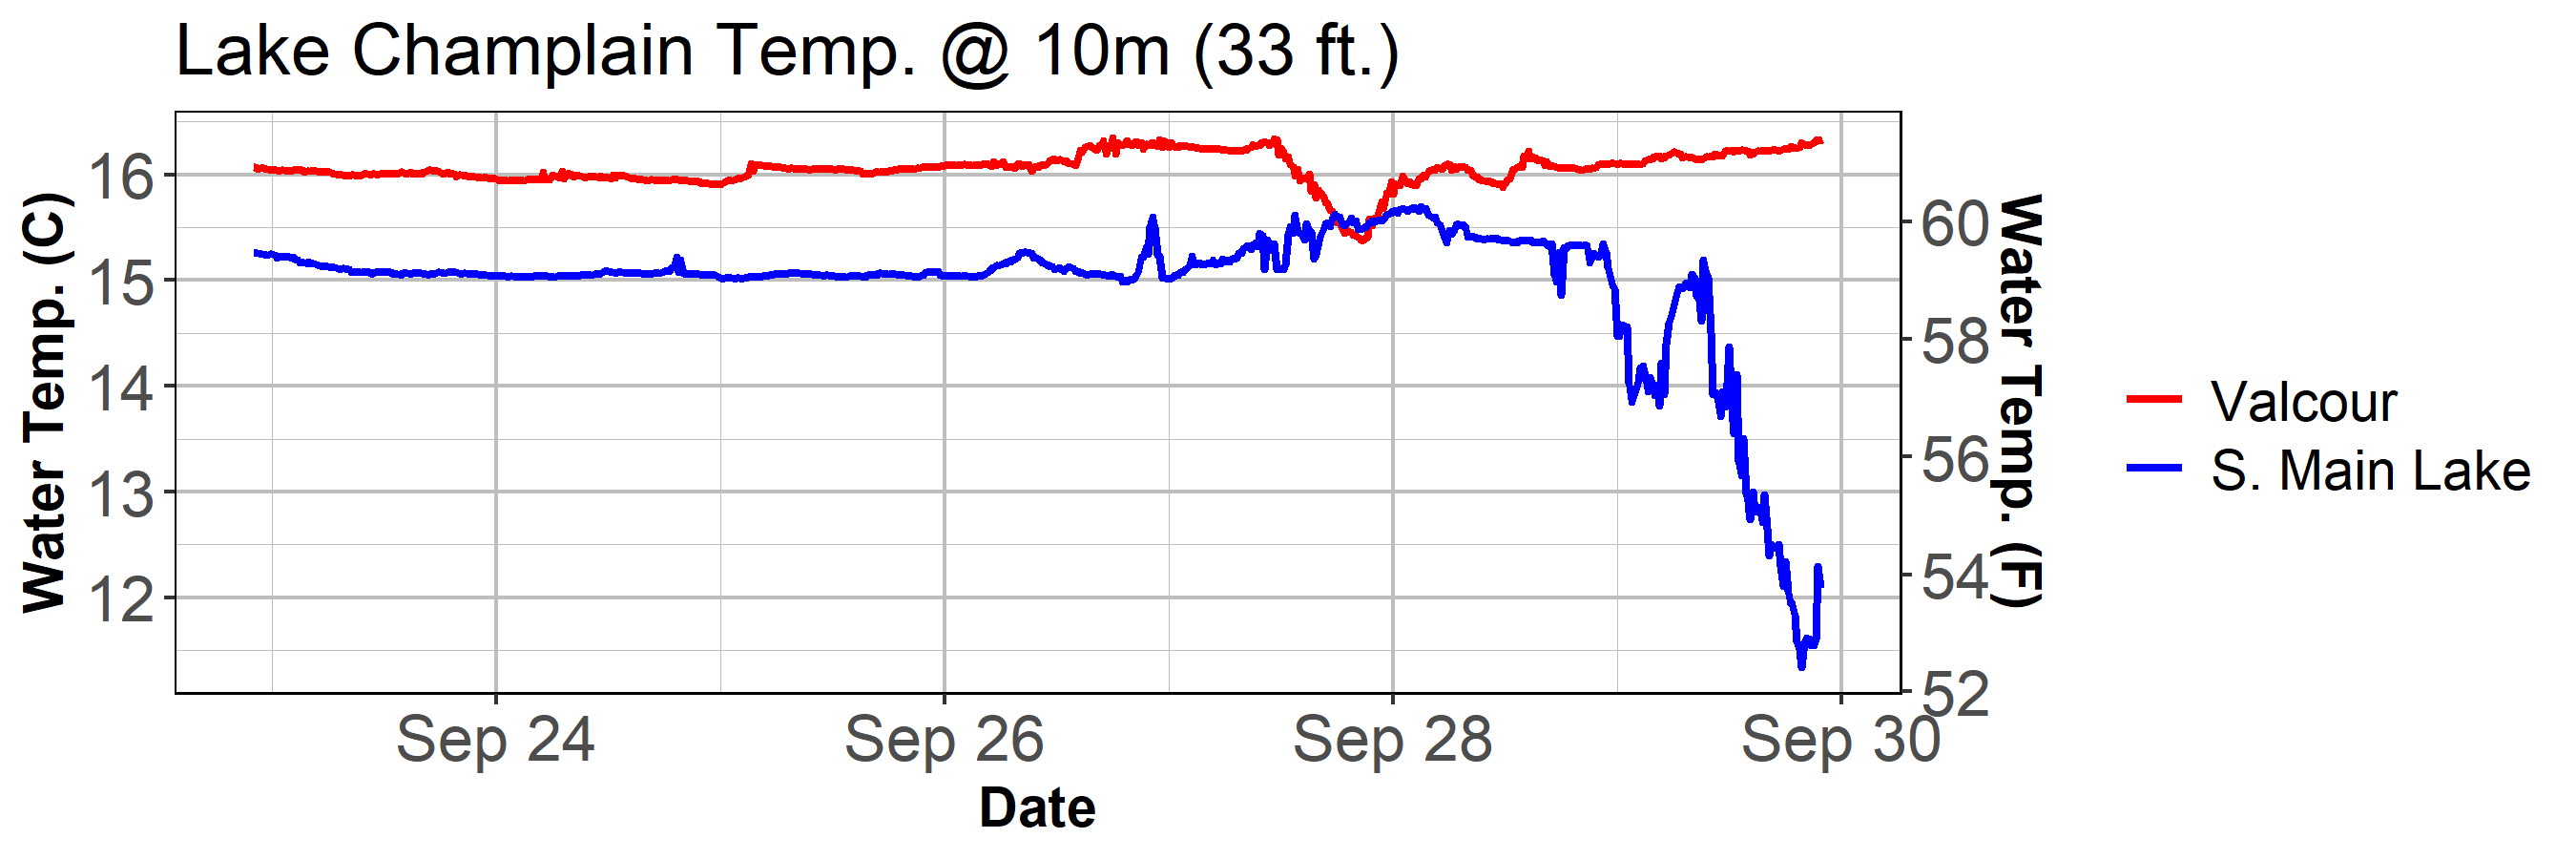 Lake Champlain Temp. @ 10m (33 ft.)
Water Temp. (C)
16
15
14
13
12
Water Temp. (F)
60
58
56
54
52
Sep 24
Sep 26
Sep 28
Sep 30
Date
Valcour
S. Main Lake